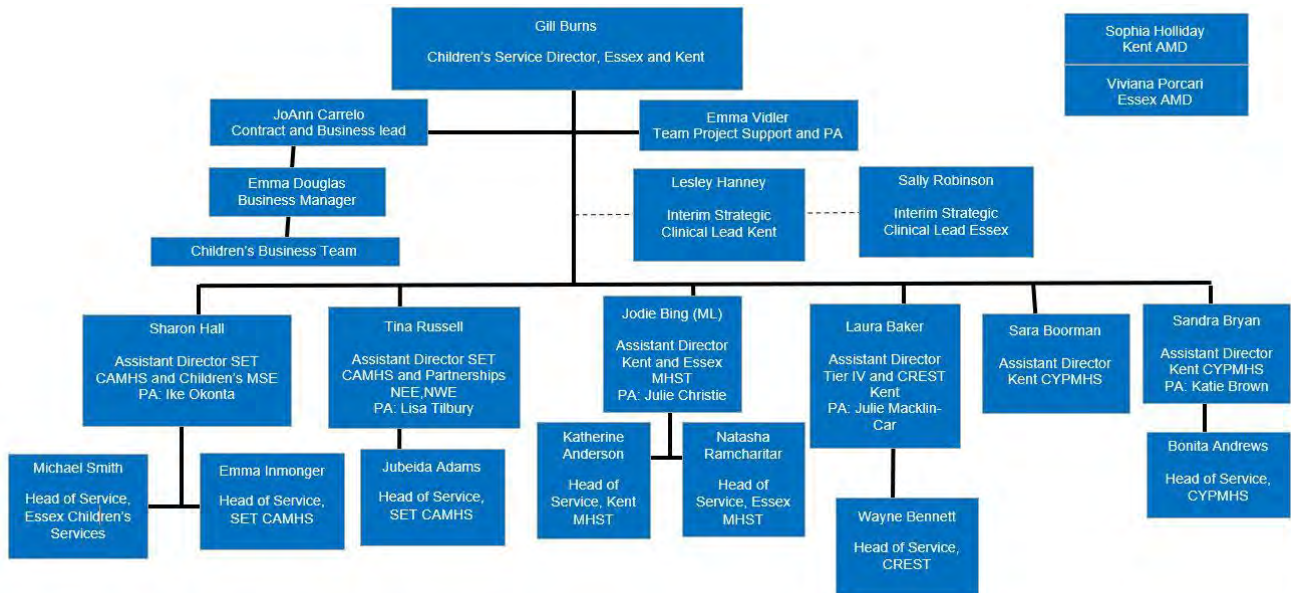 Gill Burns
Children's Service Director, Essex and Kent
Sophia Holliday
Kent AMD
Viviana Porcari
Essex AMD
JoAnn Carrelo
Contract and Business lead
Emma Vidler
Team Project Support and PA
Emma Douglas
Business Manager
Lesley Hanney
Interim Strategic
Clinical Lead Kent
Sally Robinson
Interim Strategic
Clinical Lead Essex
Children's Business Team
Sharon Hall
Assistant Director SET
CAMHS and Children's MSE
PA: Ike Okonta
Tina Russell
Assistant Director SET
CAMHS and Partnerships
NEE,NWE
PA: Lisa Tilbury
Jodie Bing (ML)
Assistant Director
Kent and Essex
MHST
PA: Julie Christie
Laura Baker
Assistant Director
Tier IV and CREST
Kent
PA: Julie Macklin-
Car
Sara Boorman
Assistant Director
Kent CYPMHS
Sandra Bryan
Assistant Director
Kent CYPMHS
PA: Katie Brown
Michael Smith
Head of Service,
Essex Children's
Services
Emma Inmonger
Head of Service,
SET CAMHS
Jubeida Adams
Head of Service,
SET CAMHS
Katherine
Anderson
Head of
Service, Kent
MHST
Natasha
Ramcharitar
Head of
Service, Essex
MHST
Wayne Bennett
Head of Service,
CREST
Bonita Andrews
Head of Service,
CYPMHS